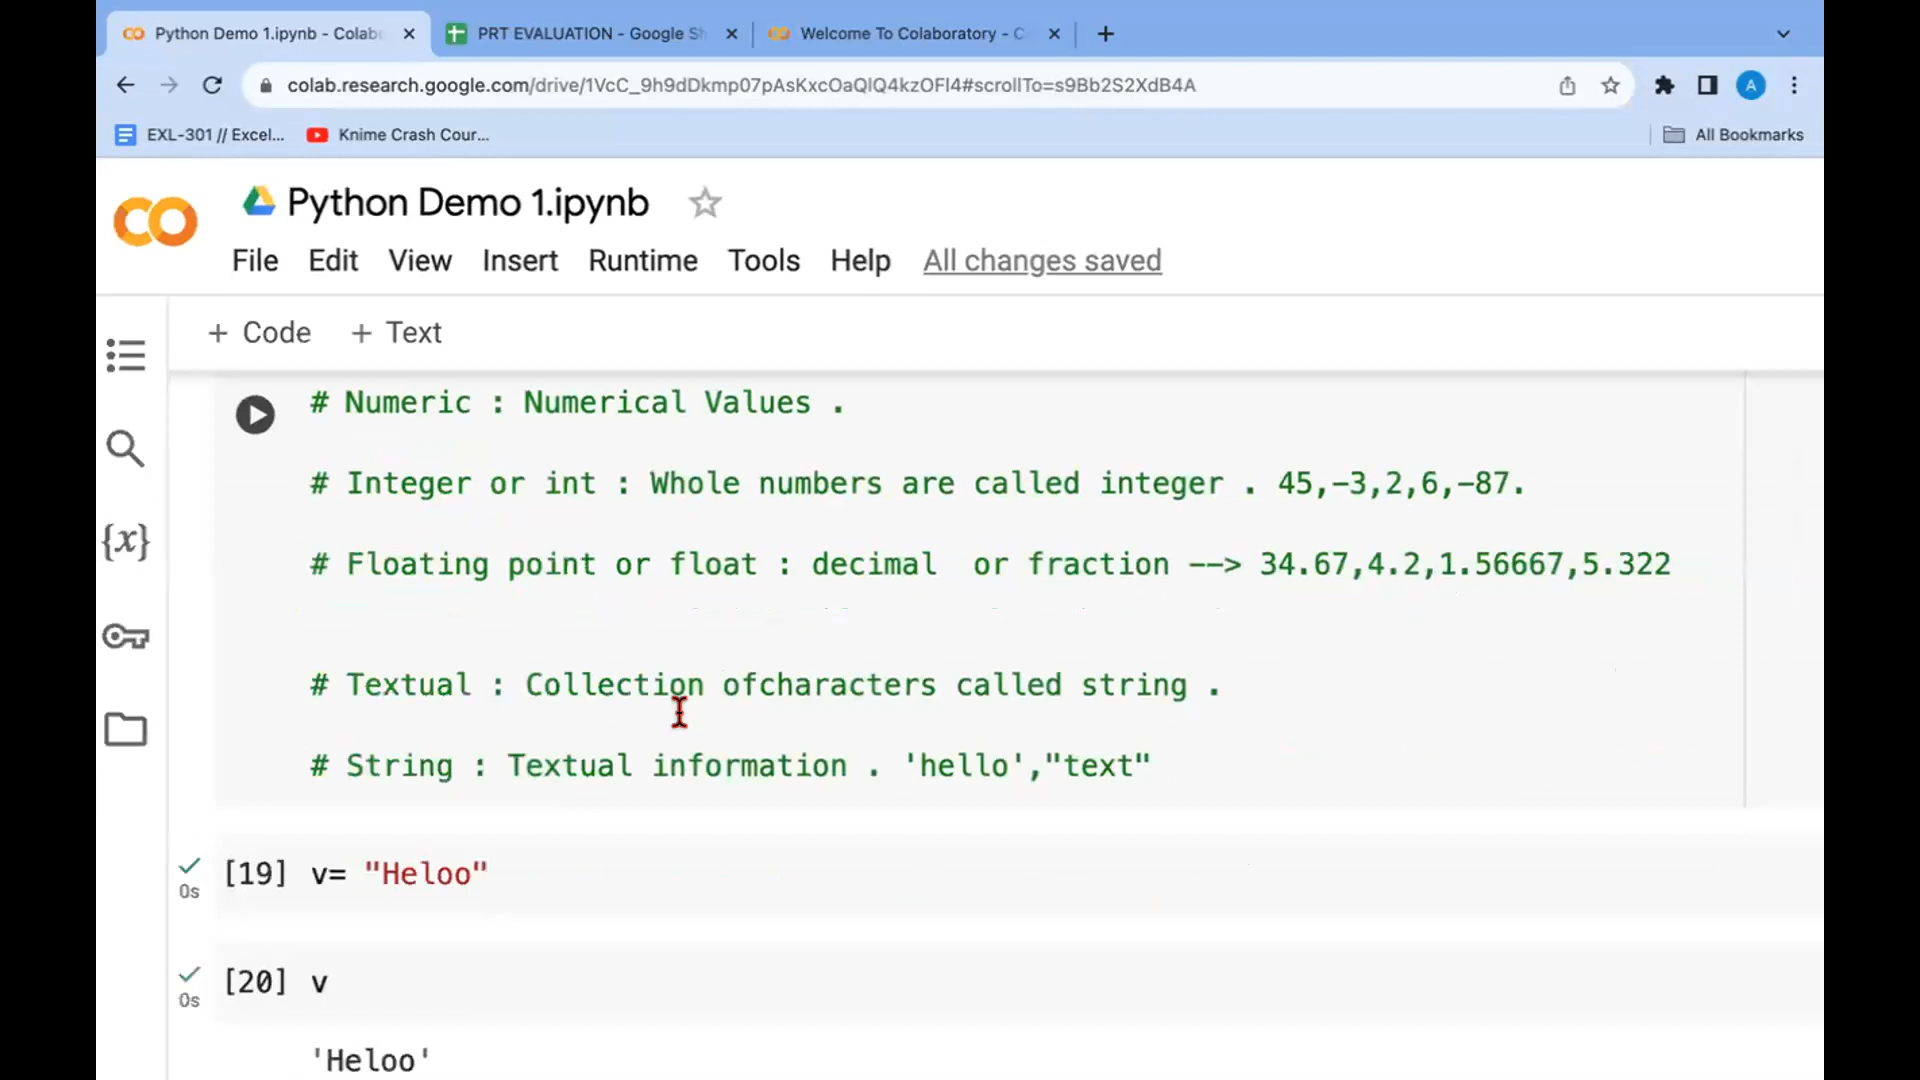 Python Demo 1.ipynb - Colab
PRT EVALUATION - Google Sh
Welcome To Colaboratory - C
colab.research.google.com/drive/1VcC_9h9dDkmp07pAsKxcOaQlQ4kzOFl4#scrollTo=s9Bb2S2XdB4A
A
EXL-301 // Excel...
Knime Crash Cour...
All Bookmarks
CO
Python Demo 1.ipynb
File Edit View Insert Runtime Tools Help All changes saved
+ Code + Text
# Numeric : Numerical Values .
# Integer or int : Whole numbers are called integer . 45,-3,2,6,-87.
{x}
# Floating point or float : decimal  or fraction --> 34.67,4.2,1.56667,5.322
# Textual : Collection ofcharacters called string .
# String : Textual information . 'hello',"text"
[19] v= "Heloo"
0s
[20] v
0s
'Heloo'